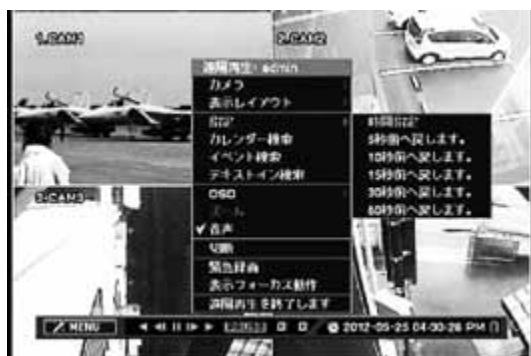 1.CAM1
2.CAM2
遠隔再生: admin
カメラ
表示レイアウト
設定
カレンダー検索
イベント検索
テキストイン検索
OSD
ズーム
音声
切断
緊急録画
表示フォーカス動作
遠隔再生を終了します
時間設定
5秒前へ戻します。
10秒前へ戻します。
15秒前へ戻します。
30秒前へ戻します。
60秒前へ戻します。
3.CAM3
MENU
2012-05-25 04:30:26 PM